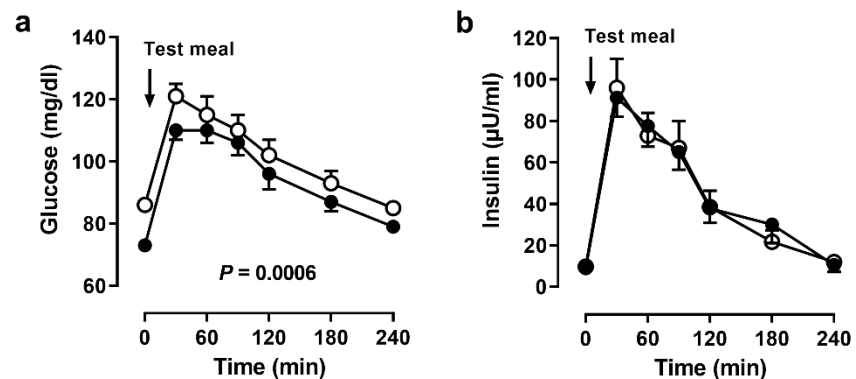 a
Test meal
Glucose (mg/dl)
140
120
100
80
60
P = 0.0006
0 60 120 180 240
Time (min)
b
Test meal
Insulin (µU/ml)
120
100
80
60
40
20
0
0 60 120 180 240
Time (min)